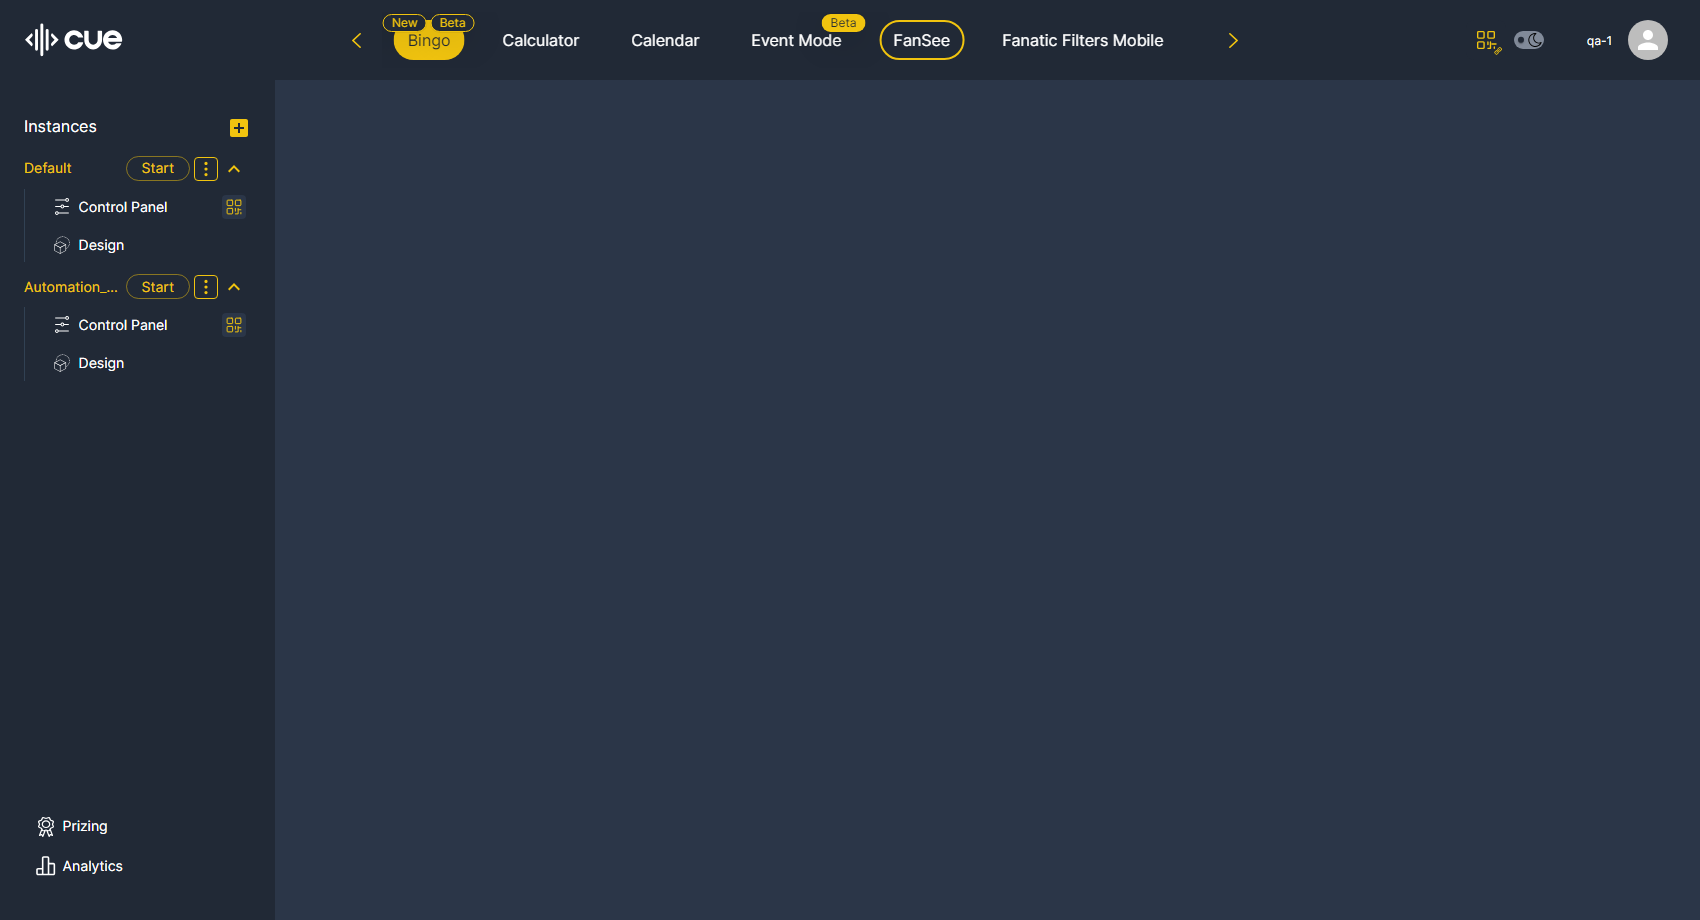 cue
New Beta Beta
Bingo Calculator Calendar Event Mode FanSee Fanatic Filters Mobile qa-1
Instances
Default Start
Control Panel
Design
Automation_... Start
Control Panel
Design
Prizing
Analytics